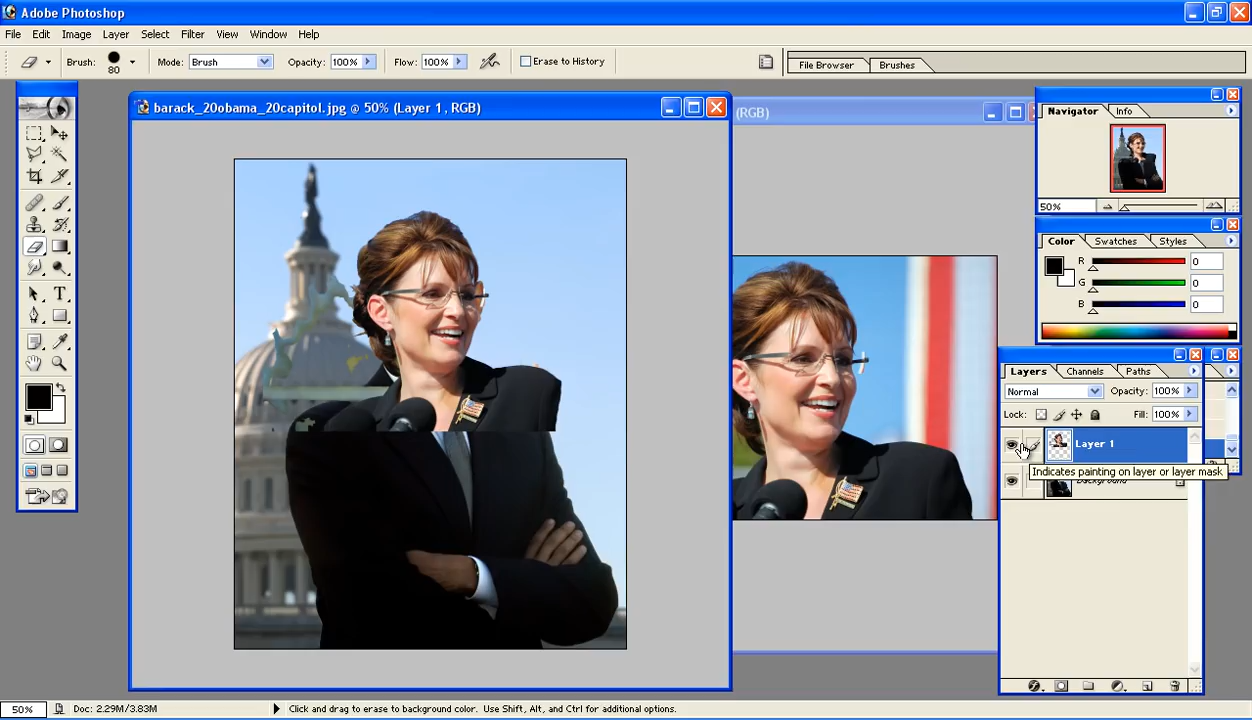 Adobe Photoshop
File Edit Image Layer Select Filter View Window Help
Brush: 80 Mode: Brush Opacity: 100% Flow: 100% Erase to History File Browser Brushes
barack_20obama_20capitol.jpg @ 50% (Layer 1, RGB)
(RGB)
Navigator Info
50%
Color Swatches Styles
R 0
G 0
B 0
Layers Channels Paths
Normal Opacity: 100%
Lock: Fill: 100%
Layer 1
Indicates painting on layer or layer mask
Background
50% Doc: 2.29M/3.83M Click and drag to erase to background color. Use Shift, Alt, and Ctrl for additional options.